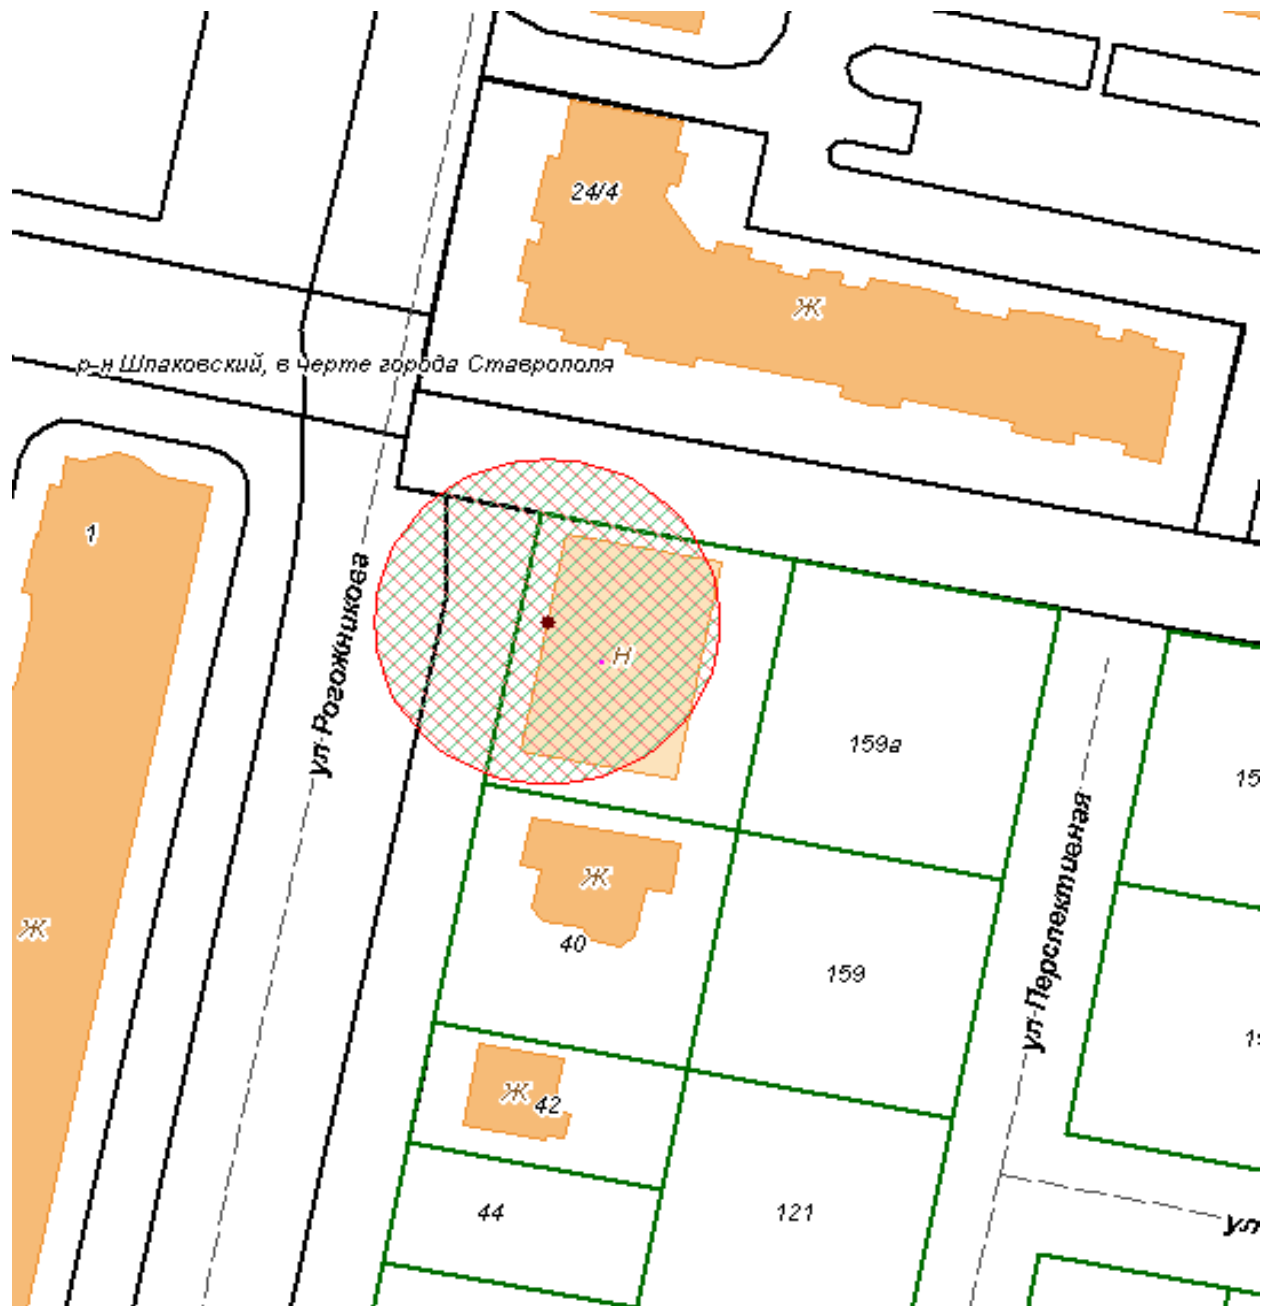 24/4
Ж
р-н Шпаковский, в черте города Ставрополя
1
ул Рогожникова
Н
159а
15
ул Перспективная
Ж
Ж
40
159
Ж
42
44
121
ул